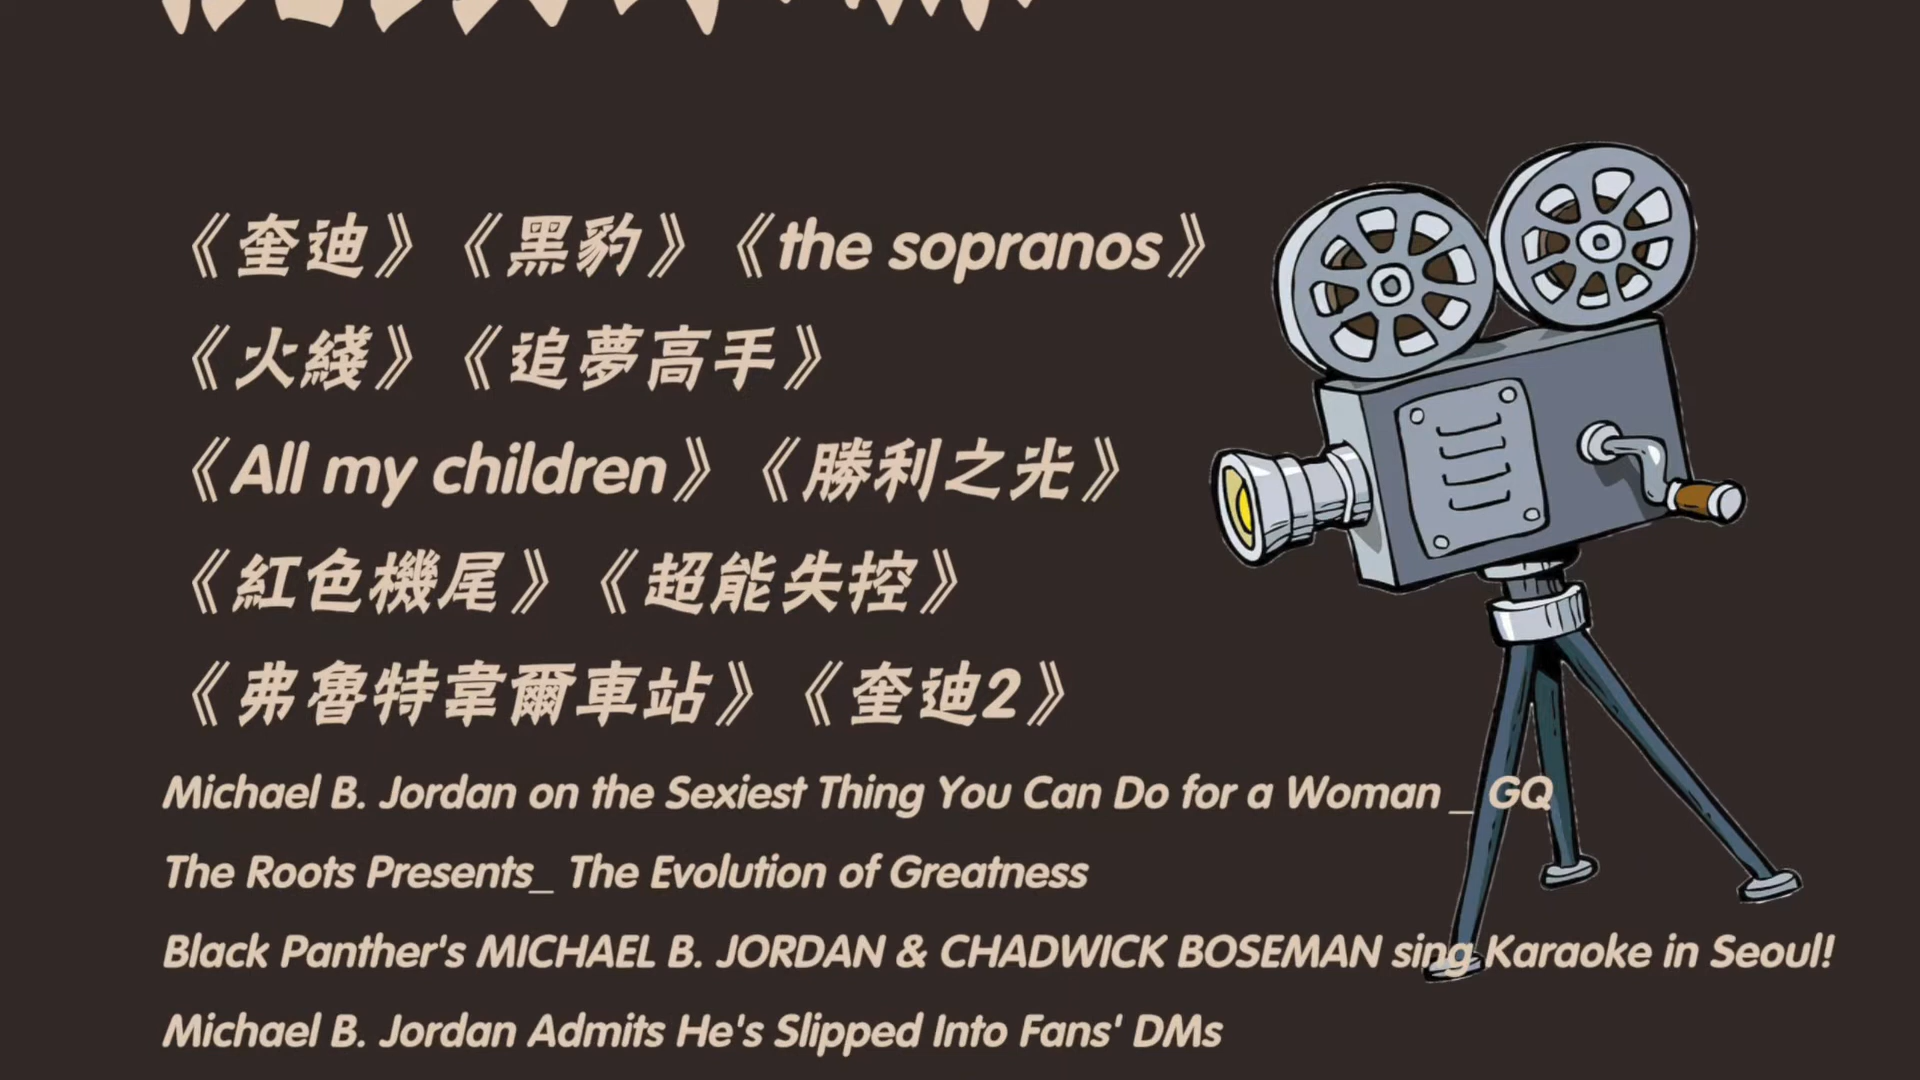 《奎迪》《黑豹》《the sopranos》
《火綫》《追夢高手》
《All my children》《勝利之光》
《紅色機尾》《超能失控》
《弗魯特韋爾車站》《奎迪2》
Michael B. Jordan on the Sexiest Thing You Can Do for a Woman _ GQ
The Roots Presents_ The Evolution of Greatness
Black Panther's MICHAEL B. JORDAN & CHADWICK BOSEMAN sing Karaoke in Seoul!
Michael B. Jordan Admits He's Slipped Into Fans' DMs